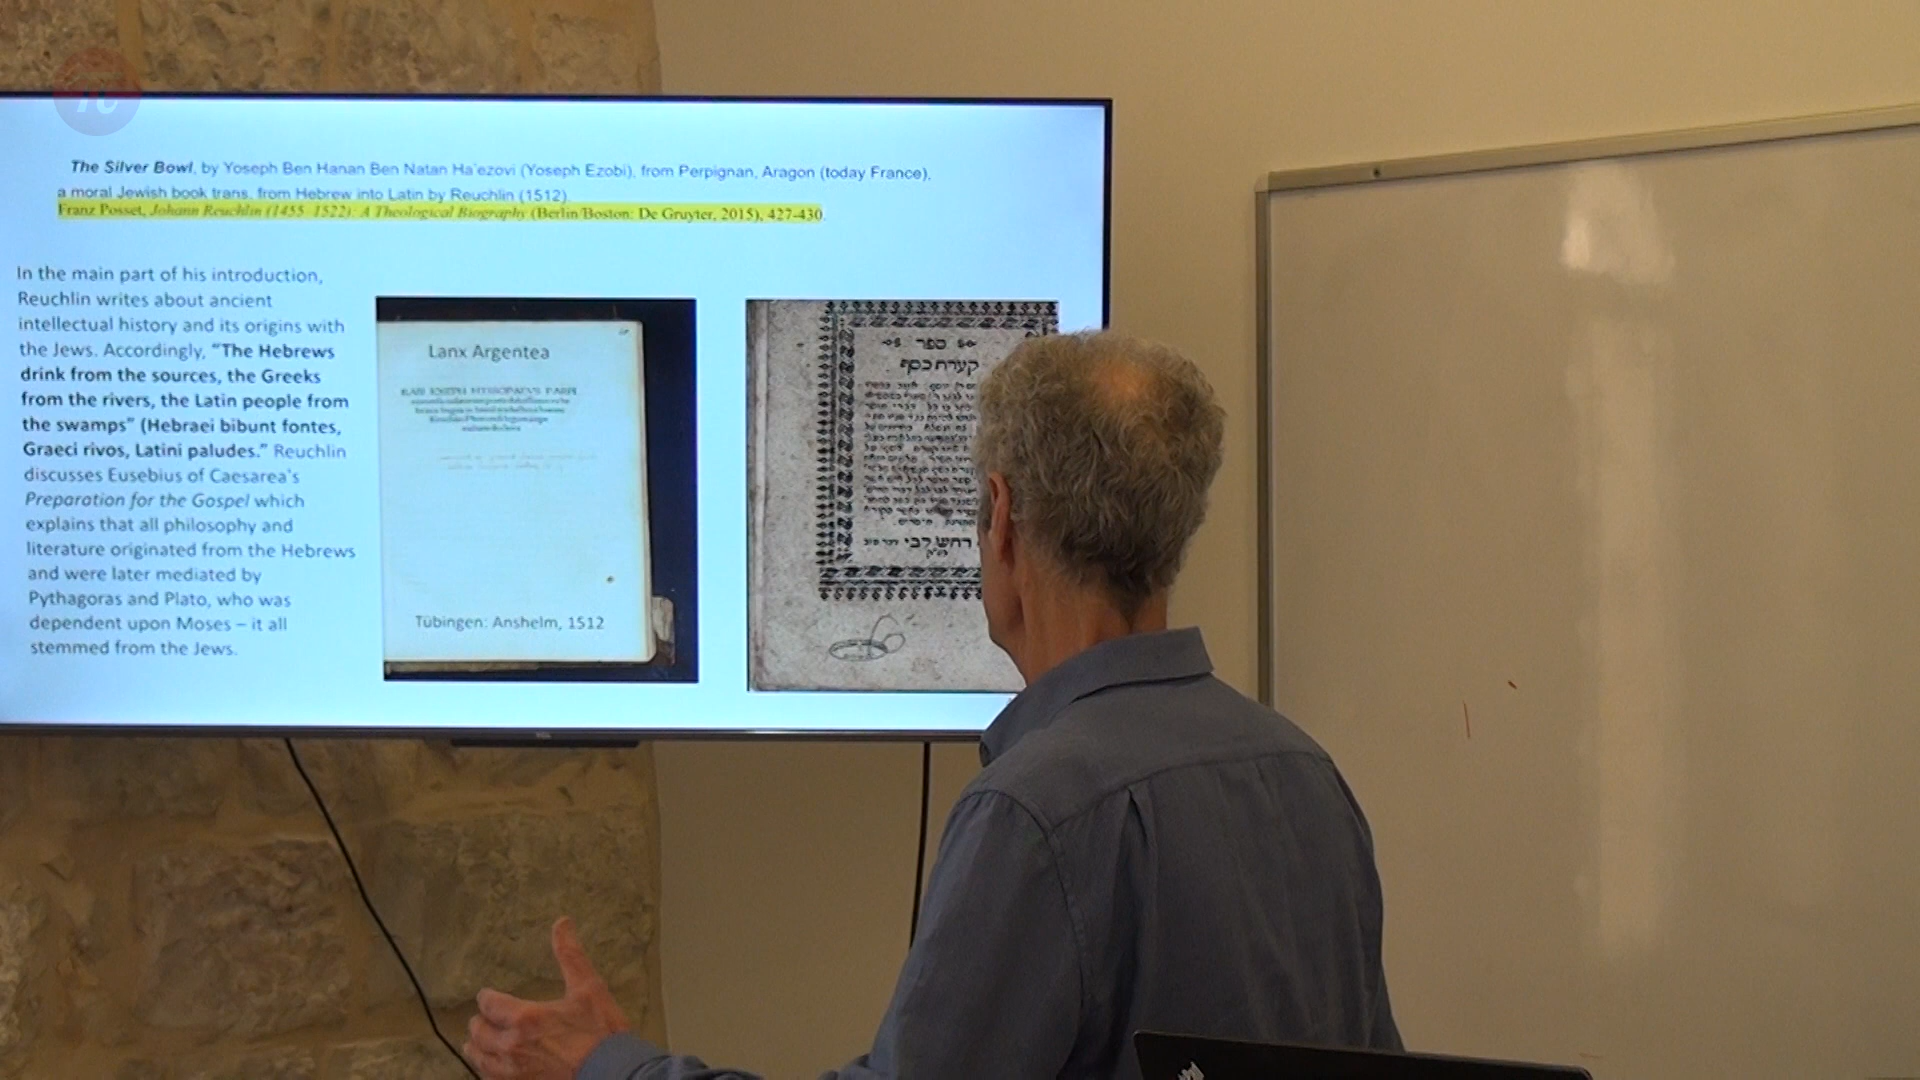 The Silver Bowl, by Yoseph Ben Hanan Ben Natan Ha'ezovi (Yoseph Ezobi), from Perpignan, Aragon (today France),
a moral Jewish book trans. from Hebrew into Latin by Reuchlin (1512).
Franz Posset, Johann Reuchlin (1455-1522): A Theological Biography (Berlin/Boston: De Gruyter, 2015), 427-430.
In the main part of his introduction,
Reuchlin writes about ancient
intellectual history and its origins with
the Jews. Accordingly, “The Hebrews
drink from the sources, the Greeks
from the rivers, the Latin people from
the swamps” (Hebraei bibunt fontes,
Graeci rivos, Latini paludes.” Reuchlin
discusses Eusebius of Caesarea's
Preparation for the Gospel which
explains that all philosophy and
literature originated from the Hebrews
and were later mediated by
Pythagoras and Plato, who was
dependent upon Moses – it all
stemmed from the Jews.
Lanx Argentea
Tübingen: Anshelm, 1512
ספר
קערת כסף
רחש לבי דבר טוב